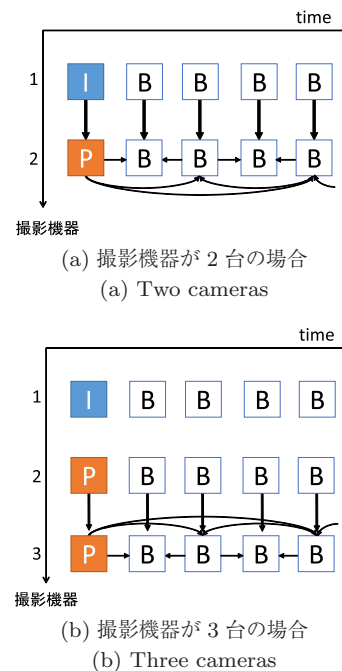 time
1 I B B B B
2 P B B B B
撮影機器
(a) 撮影機器が 2 台の場合
(a) Two cameras
time
1 I B B B B
2 P B B B B
3 P B B B B
撮影機器
(b) 撮影機器が 3 台の場合
(b) Three cameras